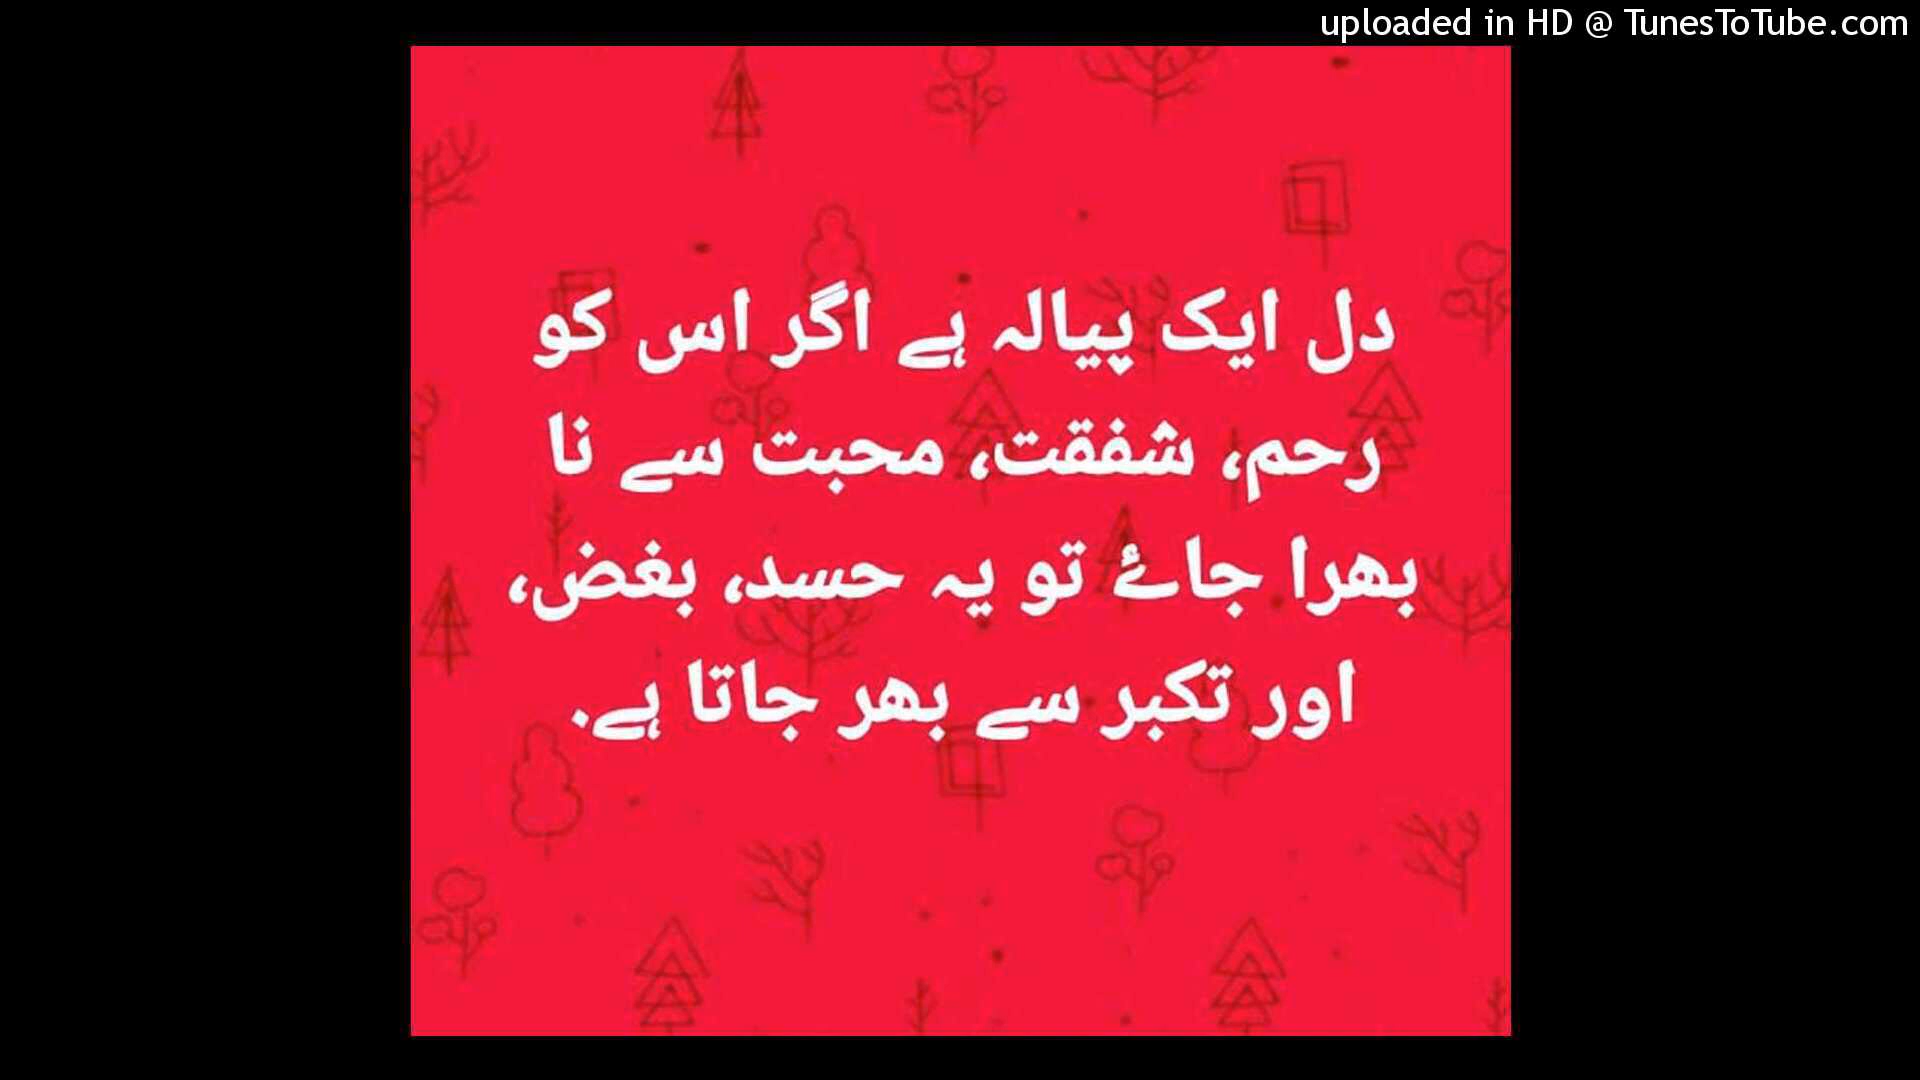 uploaded in HD @ TunesToTube.com
دل ایک پیالہ ہے اگر اس کو
رحم، شفقت، محبت سے نا
بھرا جاۓ تو یہ حسد، بغض،
اور تکبر سے بھر جاتا ہے.